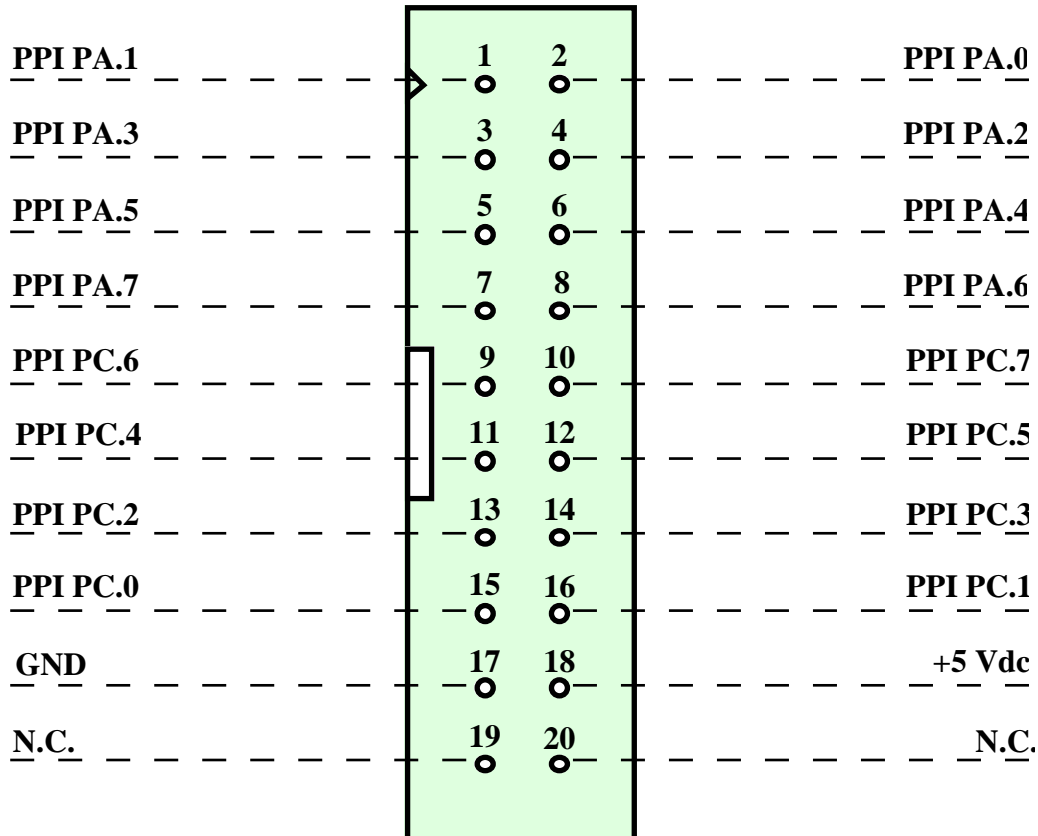 PPI PA.1 1 2 PPI PA.0
PPI PA.3 3 4 PPI PA.2
PPI PA.5 5 6 PPI PA.4
PPI PA.7 7 8 PPI PA.6
PPI PC.6 9 10 PPI PC.7
PPI PC.4 11 12 PPI PC.5
PPI PC.2 13 14 PPI PC.3
PPI PC.0 15 16 PPI PC.1
GND 17 18 +5 Vdc
N.C. 19 20 N.C.